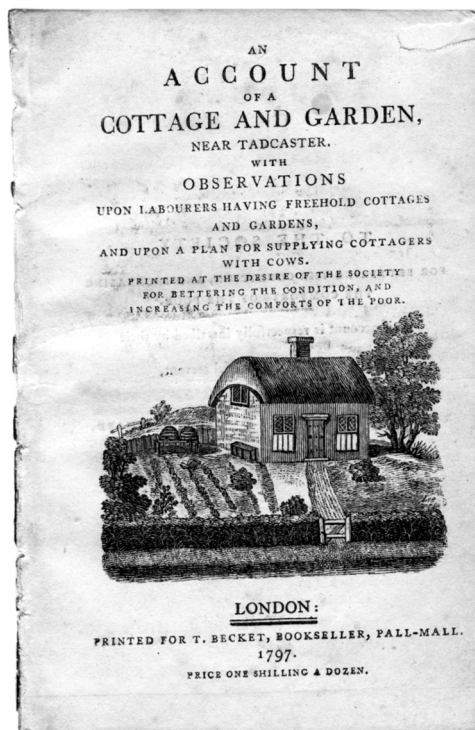 AN
ACCOUNT
OF A
COTTAGE AND GARDEN,
NEAR TADCASTER.
WITH
OBSERVATIONS
UPON LABOURERS HAVING FREEHOLD COTTAGES
AND GARDENS,
AND UPON A PLAN FOR SUPPLYING COTTAGERS
WITH COWS.
PRINTED AT THE DESIRE OF THE SOCIETY
FOR BETTERING THE CONDITION, AND
INCREASING THE COMFORTS OF THE POOR.
LONDON:
PRINTED FOR T. BECKET, BOOKSELLER, PALL-MALL.
1797.
PRICE ONE SHILLING A DOZEN.